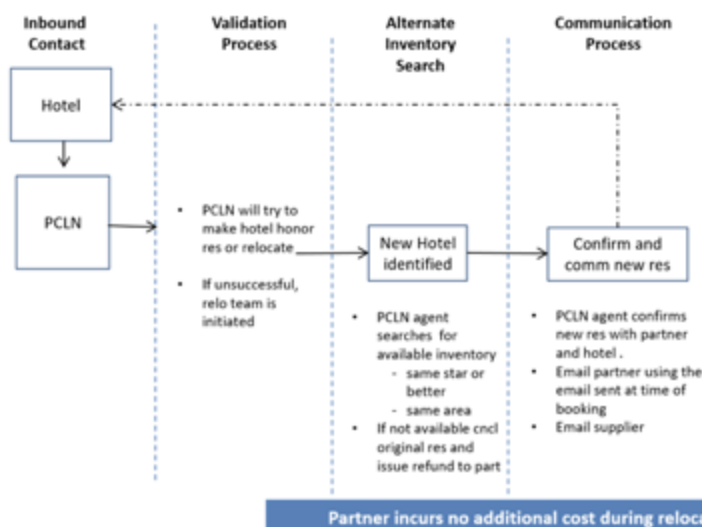 Inbound
Contact
Validation
Process
Alternate
Inventory
Search
Communication
Process
Hotel
PCLN
• PCLN will try to
make hotel honor
res or relocate
• If unsuccessful,
relo team is
initiated
New Hotel
identified
• PCLN agent
searches for
available inventory
- same star or
better
- same area
• If not available cncl
original res and
issue refund to part
Confirm and
comm new res
• PCLN agent confirms
new res with partner
and hotel .
• Email partner using the
email sent at time of
booking
• Email supplier
Partner incurs no additional cost during reloca